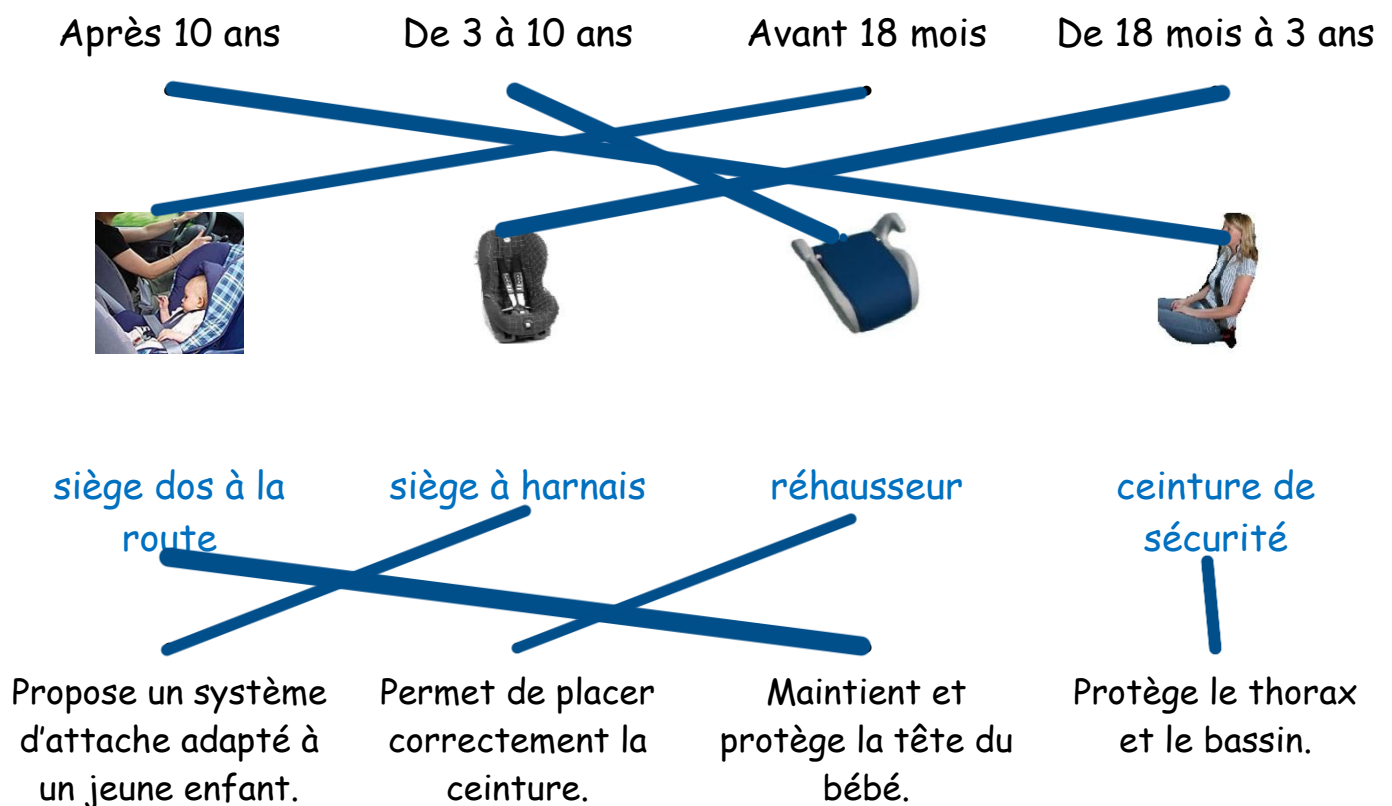 Après 10 ans
De 3 à 10 ans
Avant 18 mois
De 18 mois à 3 ans
siège dos à la
route
siège à harnais
réhausseur
ceinture de
sécurité
Propose un système
d'attache adapté à
un jeune enfant.
Permet de placer
correctement la
ceinture.
Maintient et
protège la tête du
bébé.
Protège le thorax
et le bassin.